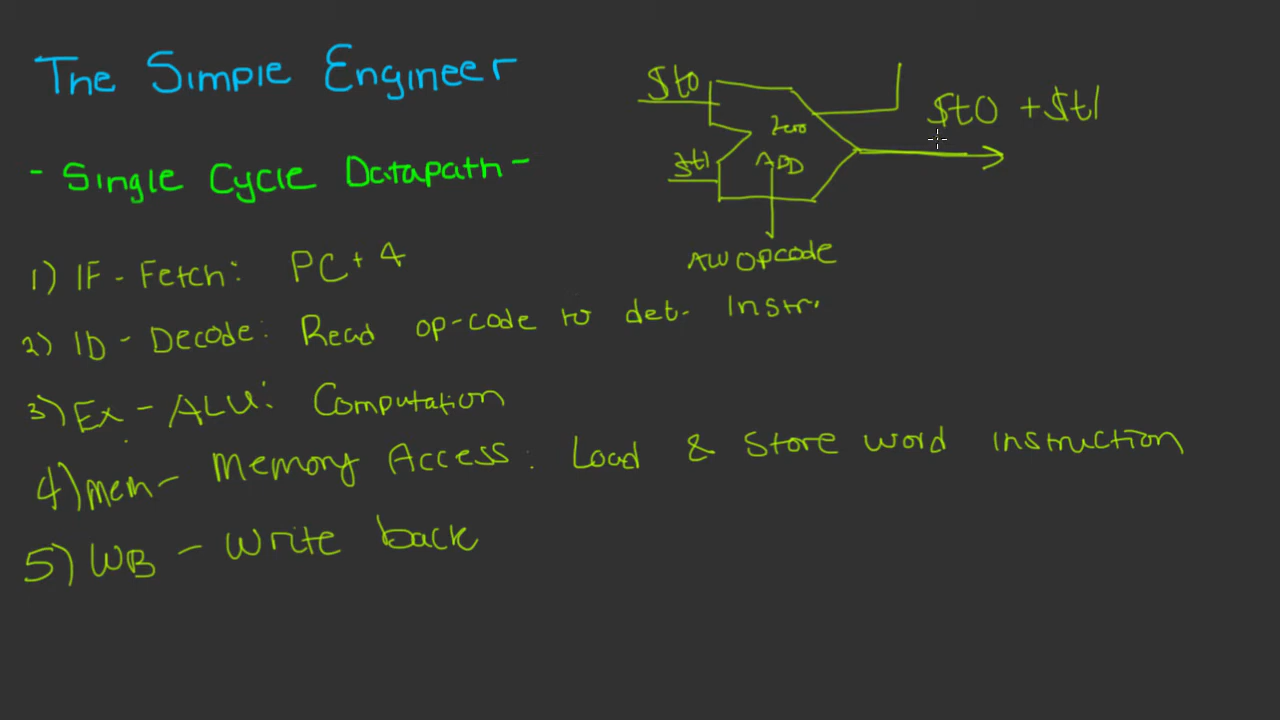 The Simple Engineer
- Single Cycle Datapath -
$t0
Zero
$t0 + $t1
$t1
ADD
ALU Opcode
1) IF - Fetch: PC + 4
2) ID - Decode: Read op-code to det. Instr.
3) Ex - ALU: Computation
4) mem - Memory Access: Load & Store word instruction
5) WB - Write back